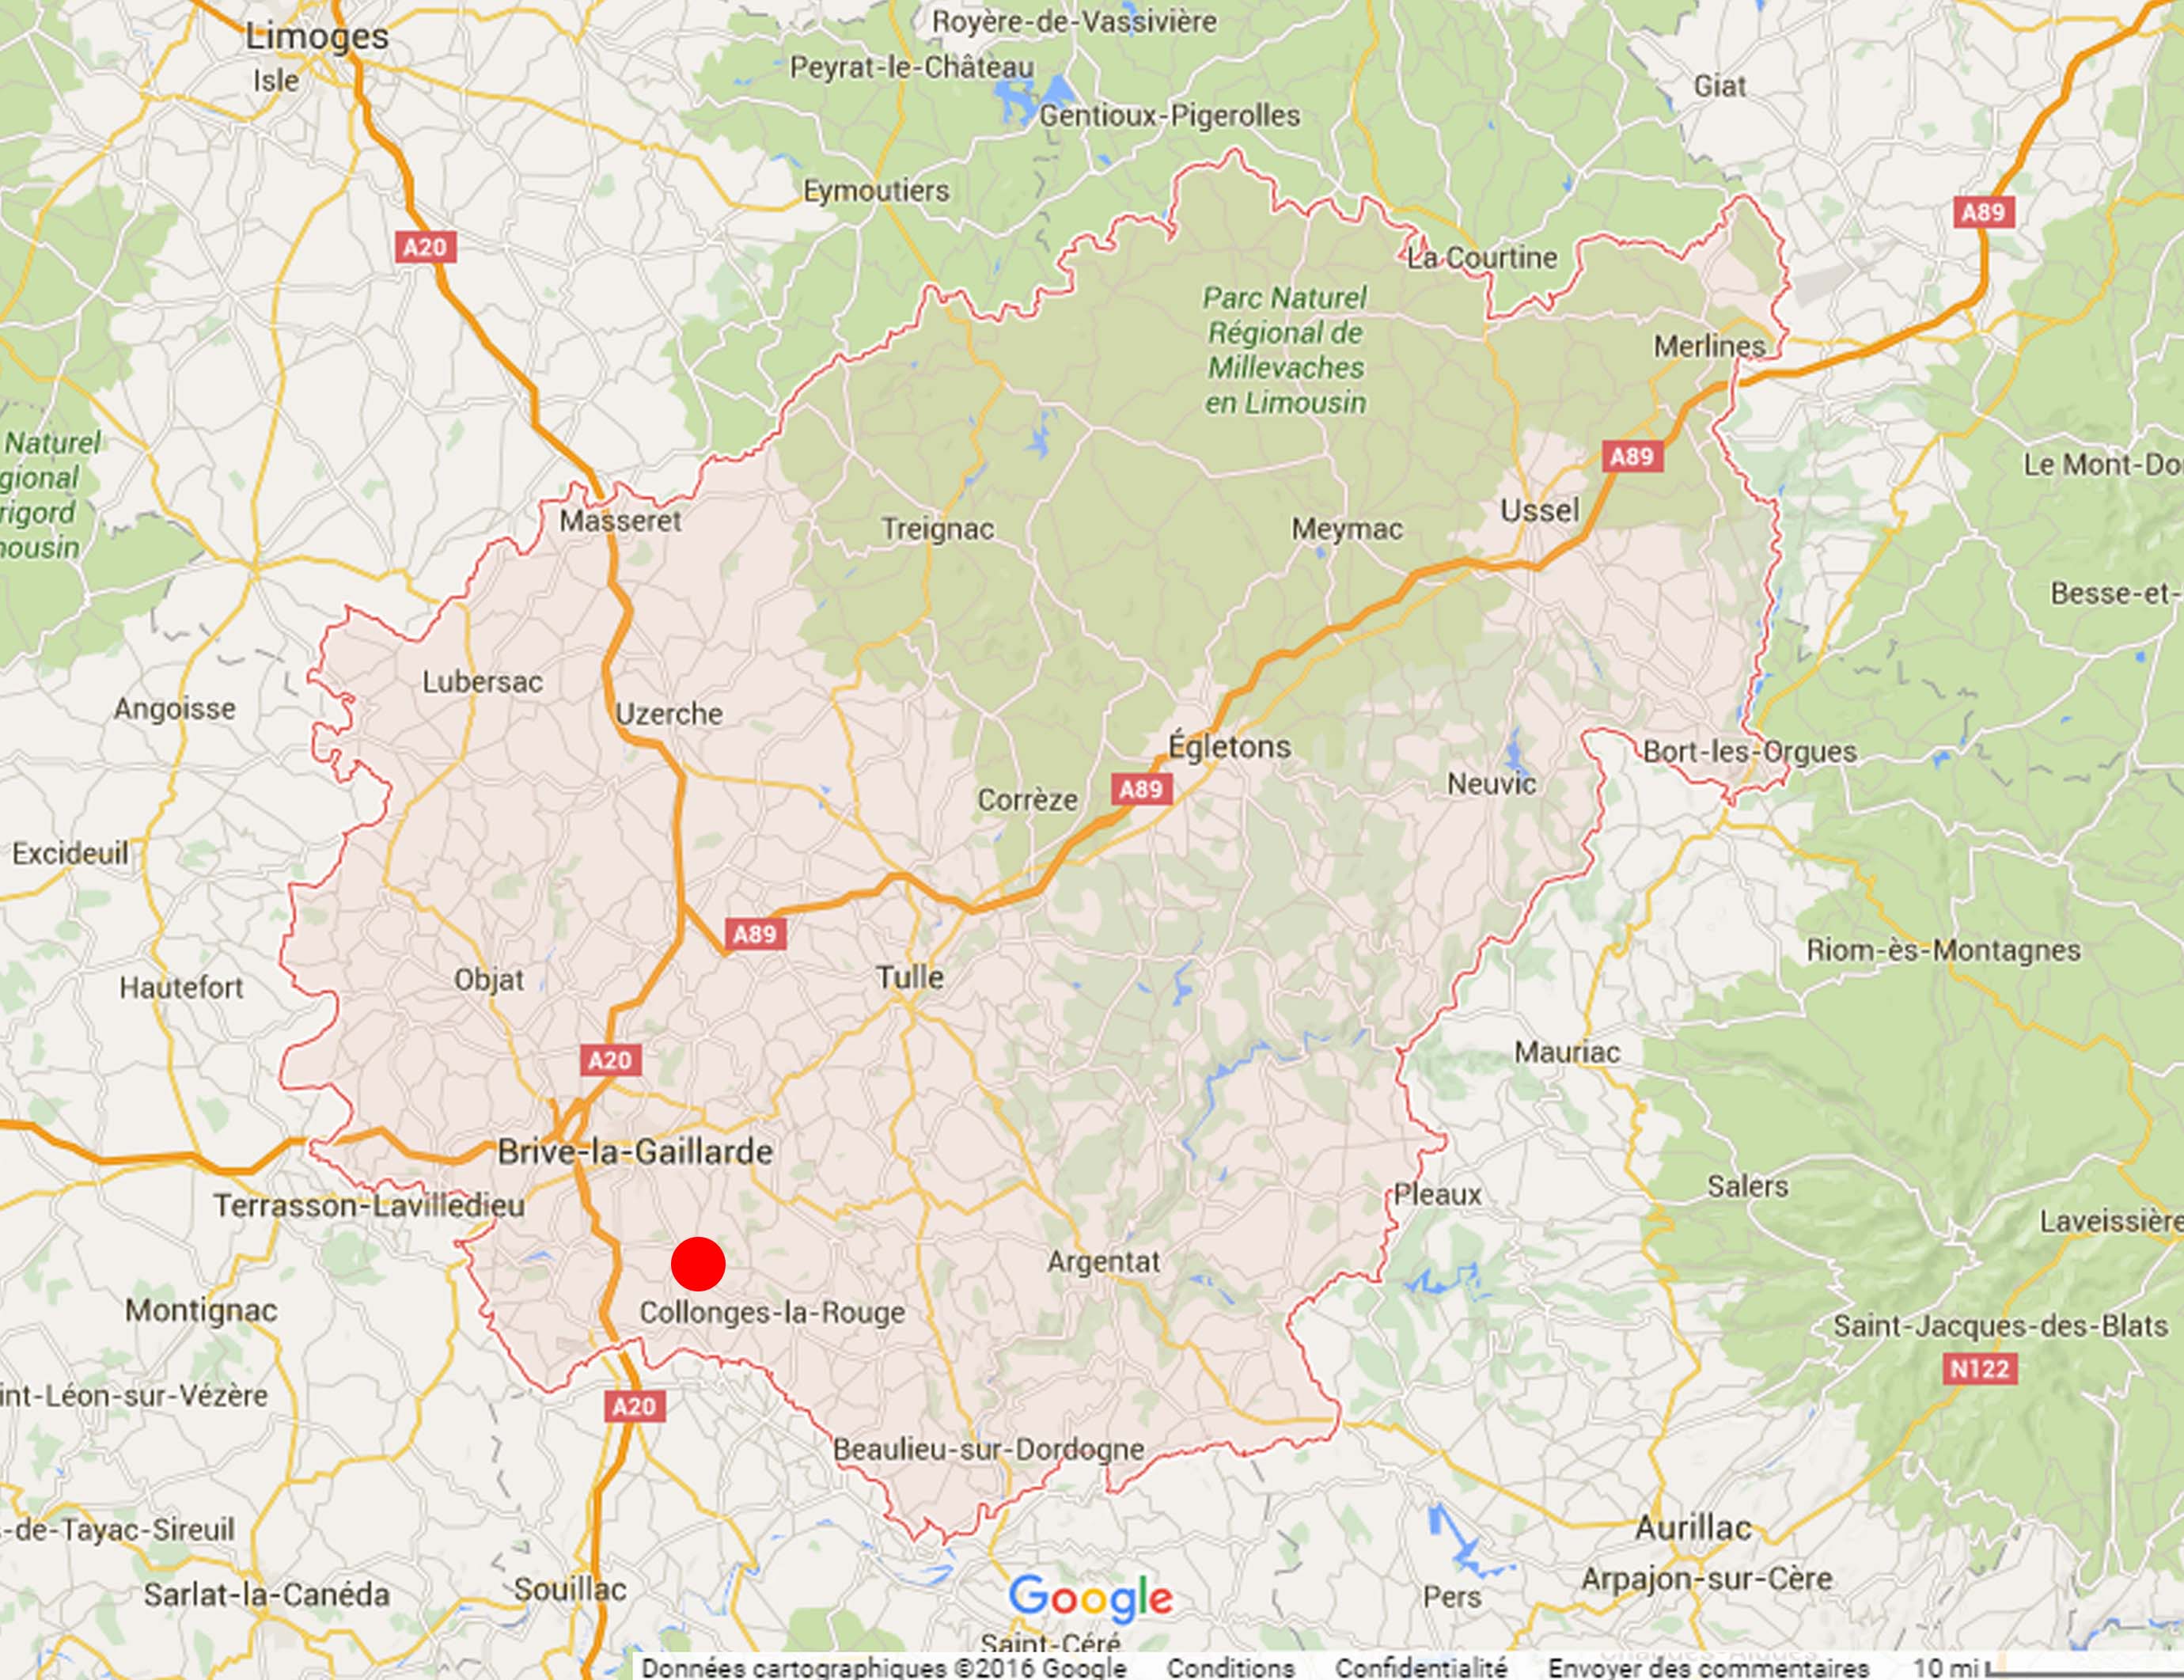 Limoges
Isle
Royère-de-Vassivière
Peyrat-le-Château
Gentioux-Pigerolles
Giat
Eymoutiers
A20
A89
La Courtine
Parc Naturel
Régional de
Millevaches
en Limousin
Merlines
Naturel
A89
Le Mont-Do
Masseret
Treignac
Meymac
Ussel
Besse-et-
Lubersac
Angoisse
Uzerche
Égletons
Bort-les-Orgues
Corrèze
A89
Neuvic
Excideuil
A89
Riom-ès-Montagnes
Objat
Tulle
Hautefort
A20
Mauriac
Brive-la-Gaillarde
Terrasson-Lavilledieu
Pleaux
Salers
Laveissière
Argentat
Montignac
Collonges-la-Rouge
Saint-Jacques-des-Blats
N122
int-Léon-sur-Vézère
A20
Beaulieu-sur-Dordogne
-de-Tayac-Sireuil
Aurillac
Sarlat-la-Canéda
Souillac
Google
Pers
Arpajon-sur-Cère
Saint-Céré
Données cartographiques ©2016 Google Conditions Confidentialité Envoyer des commentaires 10 mi